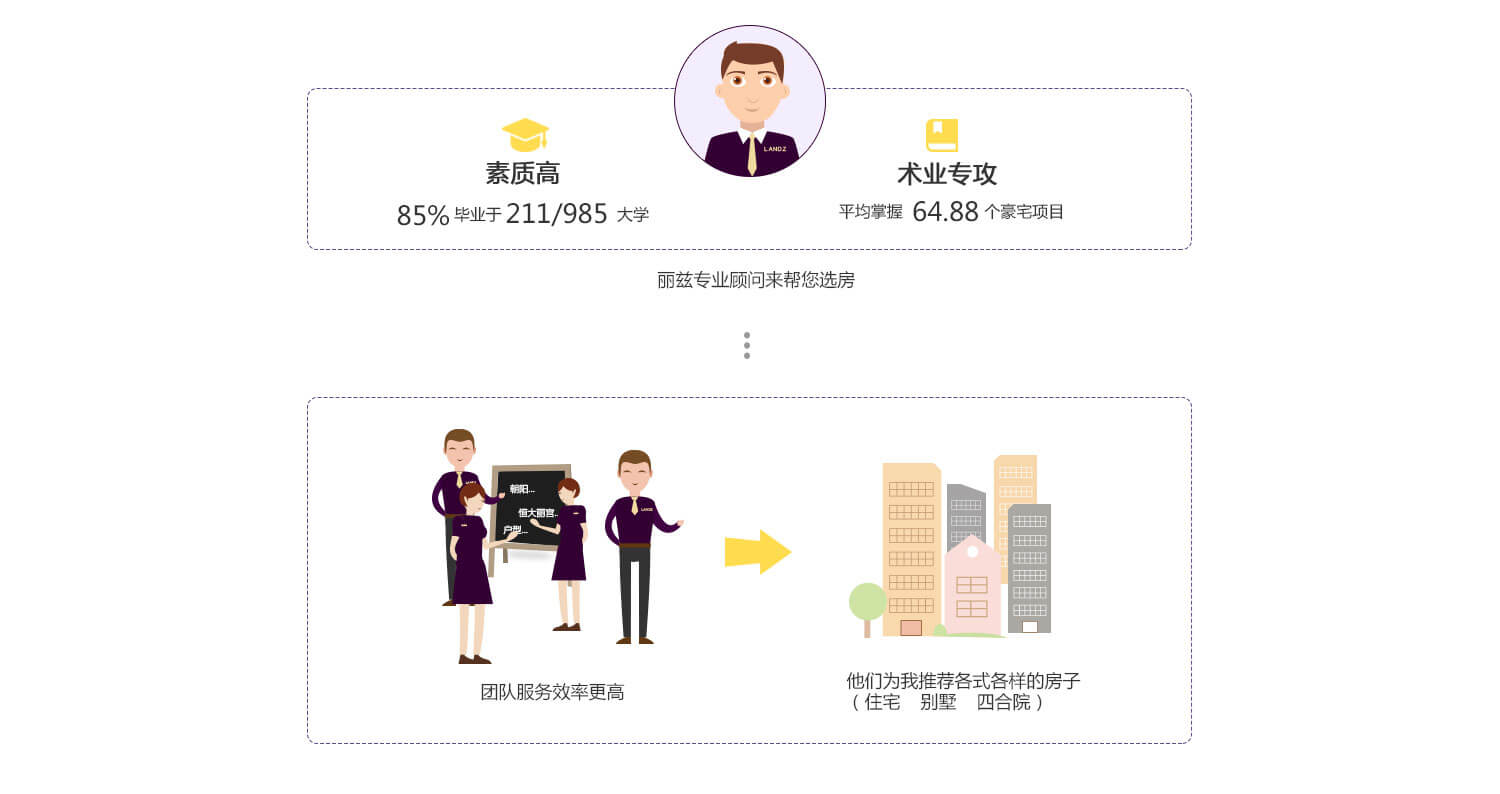 LANDZ
素质高
85% 毕业于 211/985 大学
术业专攻
平均掌握 64.88 个豪宅项目
丽兹专业顾问来帮您选房
朝阳...
恒大丽宫..
户型...
LANDZ
团队服务效率更高
他们为我推荐各式各样的房子
（住宅 别墅 四合院）